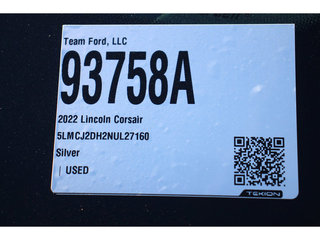 Team Ford, LLC
93758A
2022 Lincoln Corsair
5LMCJ2DH2NUL27160
Silver
| USED
TEKION